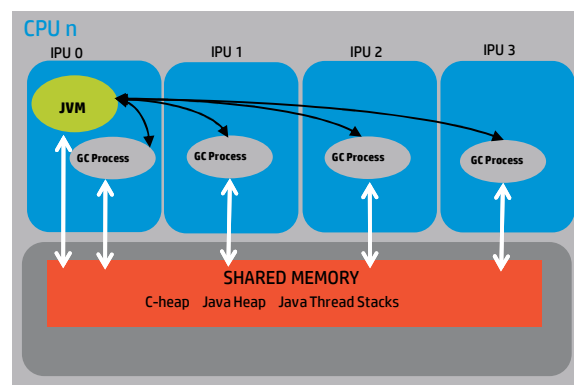 CPU n
IPU 0 IPU 1 IPU 2 IPU 3
JVM
GC Process GC Process GC Process GC Process
SHARED MEMORY
C-heap Java Heap Java Thread Stacks